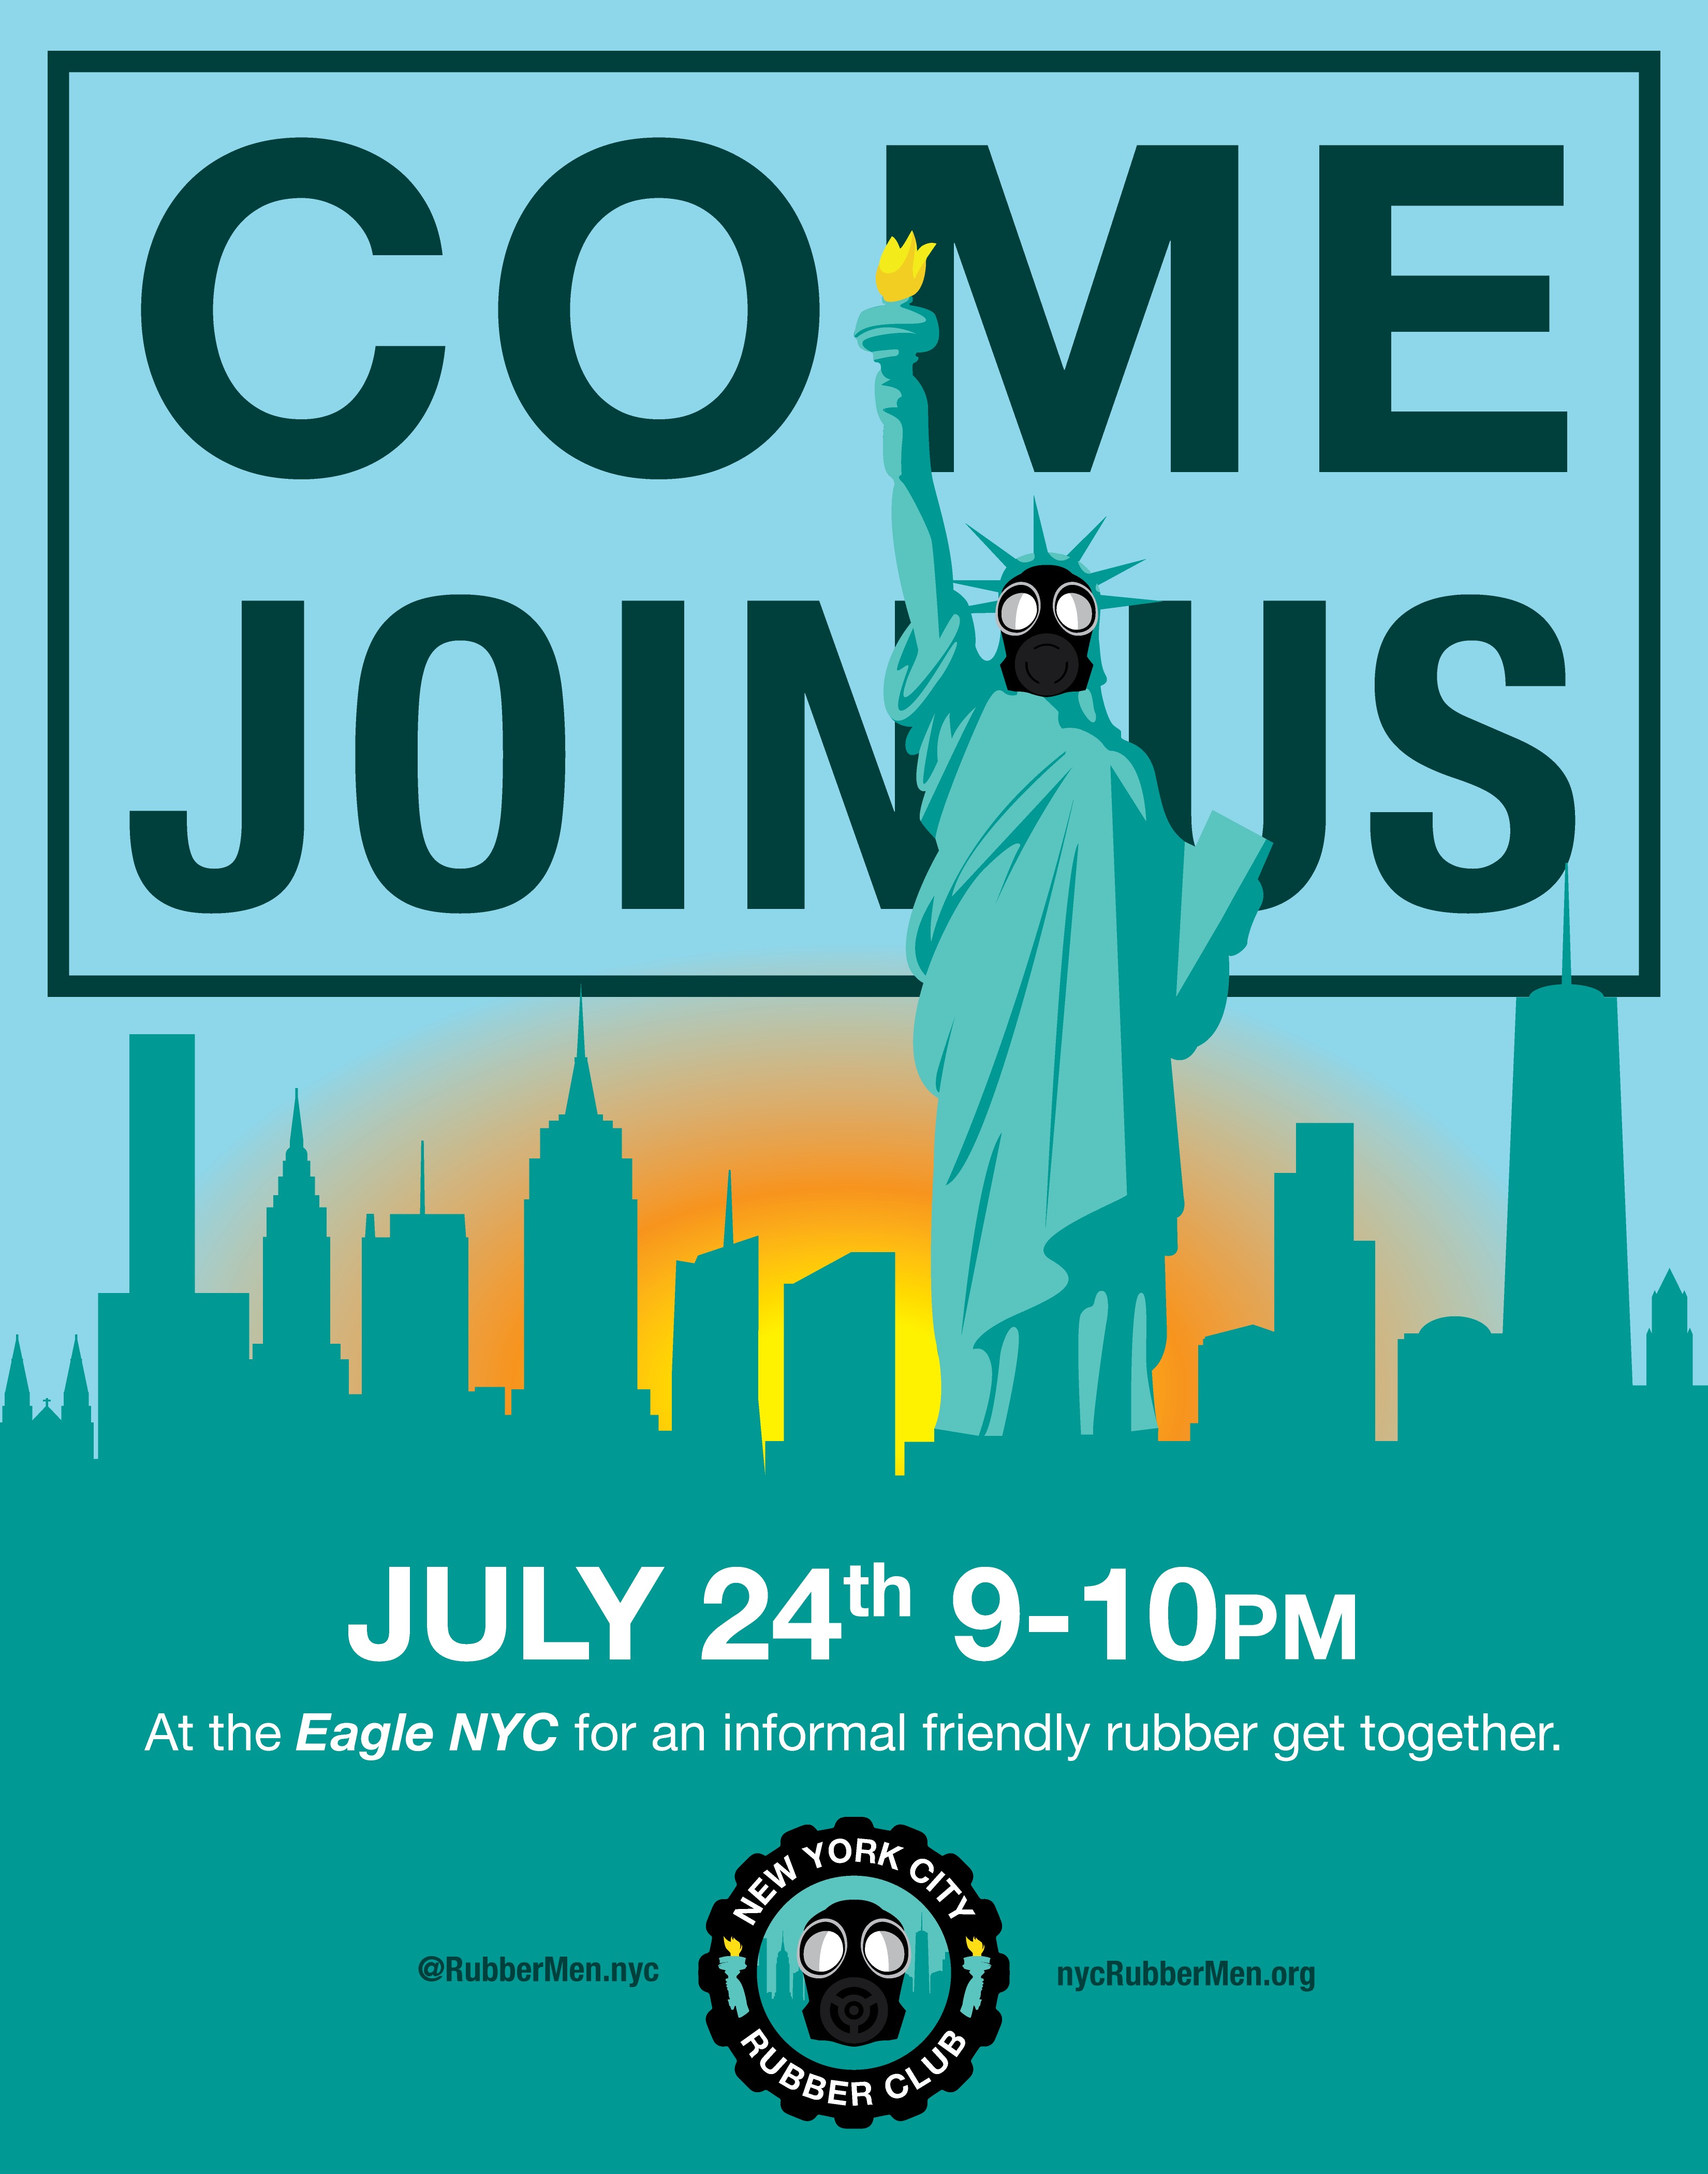 COME
JOIN US
JULY 24th 9-10PM
At the Eagle NYC for an informal friendly rubber get together.
NEW YORK CITY
@RubberMen.nyc
nycRubberMen.org
RUBBER CLUB